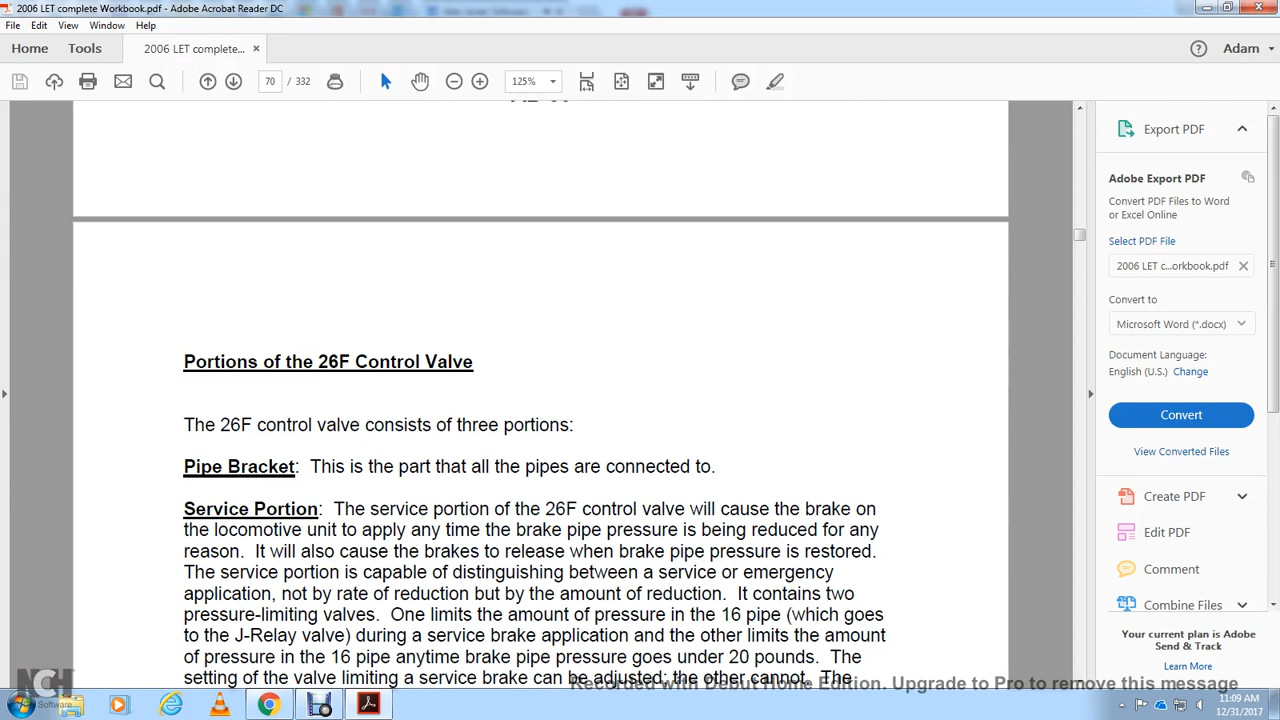 2006 LET complete Workbook.pdf - Adobe Acrobat Reader DC
File Edit View Window Help
Home Tools 2006 LET complete... × Adam
70 / 332 125%
Export PDF
Adobe Export PDF
Convert PDF Files to Word
or Excel Online
Select PDF File
2006 LET c...orkbook.pdf
Convert to
Microsoft Word (*.docx)
Document Language:
English (U.S.) Change
Convert
View Converted Files
Create PDF
Edit PDF
Comment
Combine Files
Your current plan is Adobe
Send & Track
Learn More
Portions of the 26F Control Valve
The 26F control valve consists of three portions:
Pipe Bracket: This is the part that all the pipes are connected to.
Service Portion: The service portion of the 26F control valve will cause the brake on
the locomotive unit to apply any time the brake pipe pressure is being reduced for any
reason. It will also cause the brakes to release when brake pipe pressure is restored.
The service portion is capable of distinguishing between a service or emergency
application, not by rate of reduction but by the amount of reduction. It contains two
pressure-limiting valves. One limits the amount of pressure in the 16 pipe (which goes
to the J-Relay valve) during a service brake application and the other limits the amount
of pressure in the 16 pipe anytime brake pipe pressure goes under 20 pounds. The
setting of the valve limiting a service brake can be adjusted; the other cannot. The
NCH
Software
Recorded with Debut Home Edition. Upgrade to Pro to remove this message
11:09 AM
12/31/2017